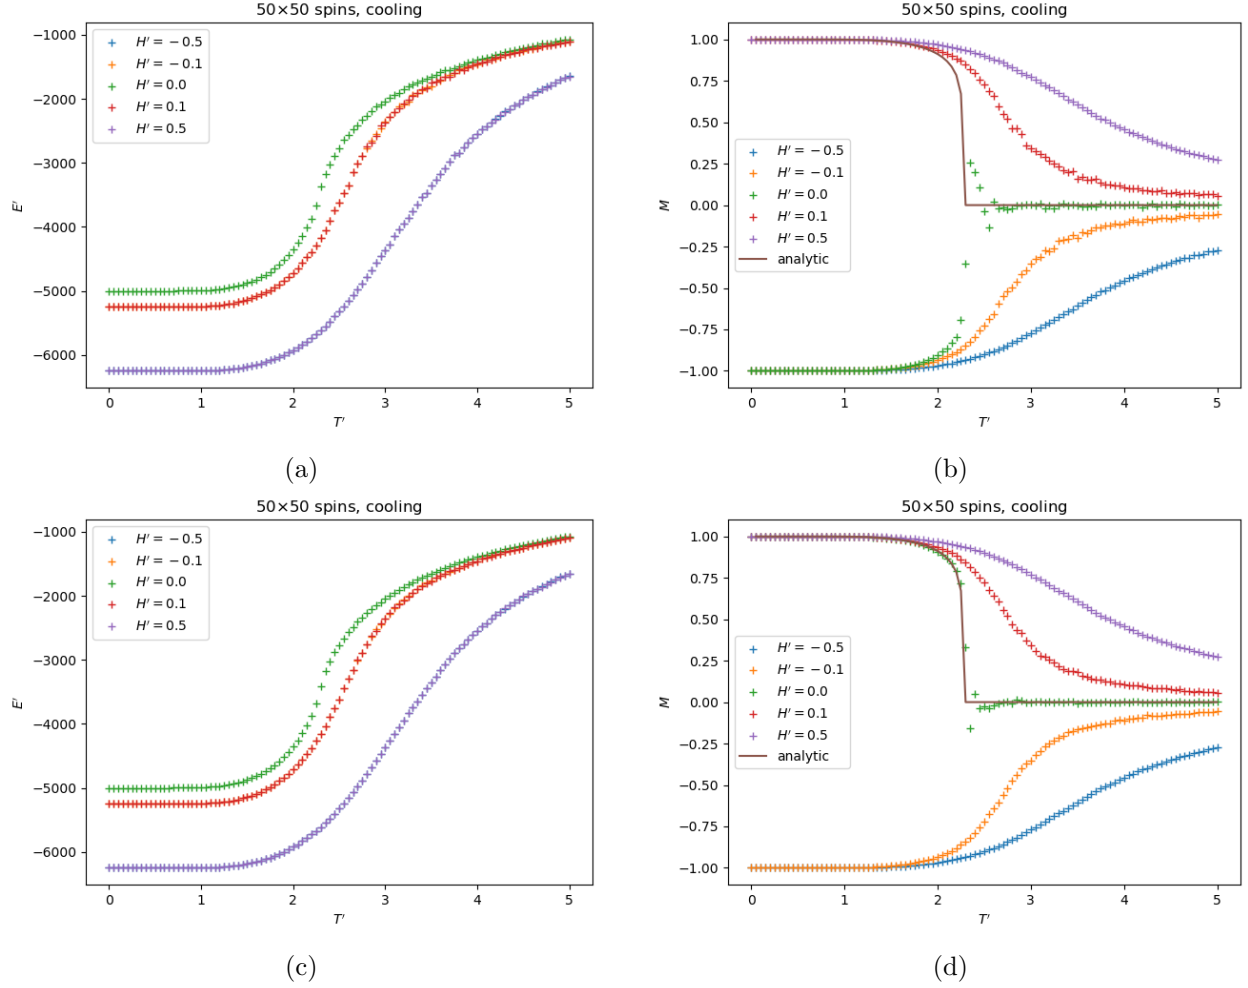 50×50 spins, cooling
−1000
−2000
−3000
−4000
−5000
−6000
E′
H′ = −0.5
H′ = −0.1
H′ = 0.0
H′ = 0.1
H′ = 0.5
0 1 2 3 4 5
T′
(a)
50×50 spins, cooling
1.00
0.75
0.50
0.25
0.00
−0.25
−0.50
−0.75
−1.00
M
H′ = −0.5
H′ = −0.1
H′ = 0.0
H′ = 0.1
H′ = 0.5
analytic
0 1 2 3 4 5
T′
(b)
50×50 spins, cooling
−1000
−2000
−3000
−4000
−5000
−6000
E′
H′ = −0.5
H′ = −0.1
H′ = 0.0
H′ = 0.1
H′ = 0.5
0 1 2 3 4 5
T′
(c)
50×50 spins, cooling
1.00
0.75
0.50
0.25
0.00
−0.25
−0.50
−0.75
−1.00
M
H′ = −0.5
H′ = −0.1
H′ = 0.0
H′ = 0.1
H′ = 0.5
analytic
0 1 2 3 4 5
T′
(d)